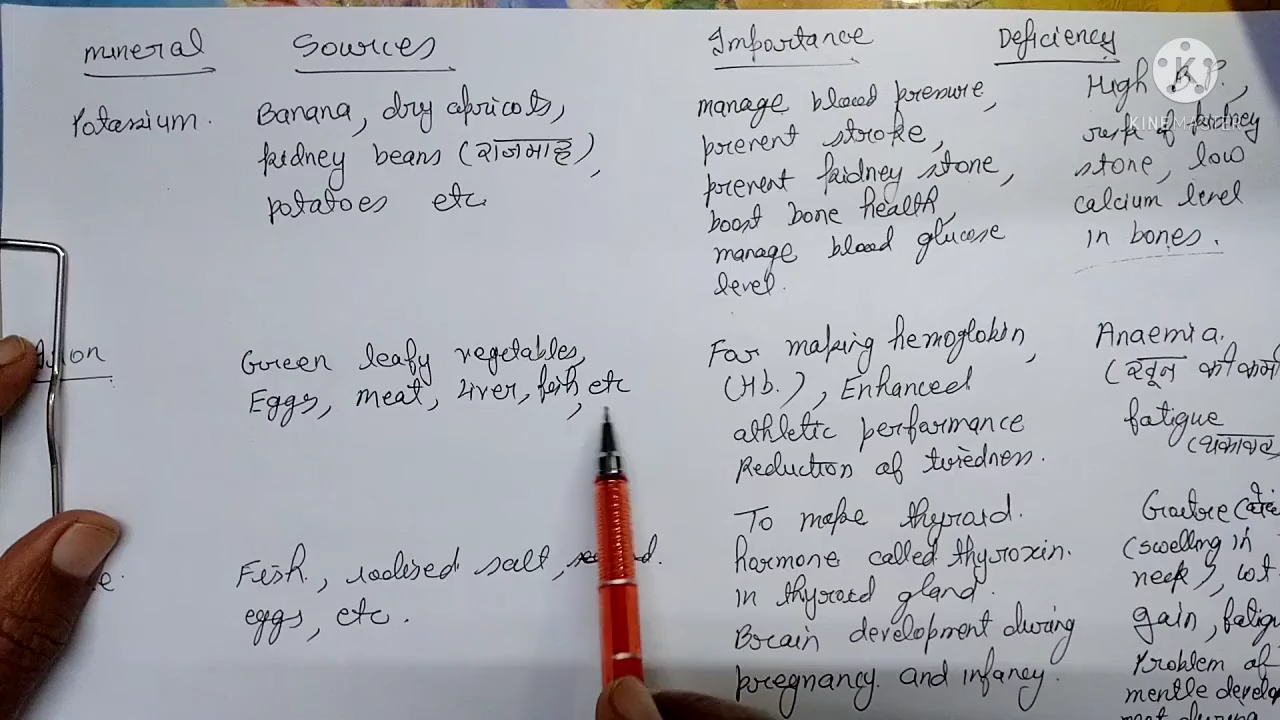 Mineral Sources Importance Deficiency
Potassium. Banana, dry apricots,
kidney beans (राजमाह),
potatoes etc
manage blood pressure,
prevent stroke,
prevent kidney stone,
boost bone health,
manage blood glucose
level.
High B.P.,
risk of kidney
stone, low
calcium level
in bones.
KINEMASTER
Green leafy vegetables,
Eggs, meat, liver, fish, etc
For making hemoglobin,
(Hb.), Enhanced
athletic performance
Reduction of tiredness.
Anaemia.
(खून की कमी
fatigue
(थकावट
Fish, iodised salt,
eggs, etc.
To make thyroid.
hormone called thyroxin.
in thyroid gland.
Brain development during
pregnancy. and infancy.
Goitre
(swelling in
neck),
gain, fatigue
Problem of
mentle develop